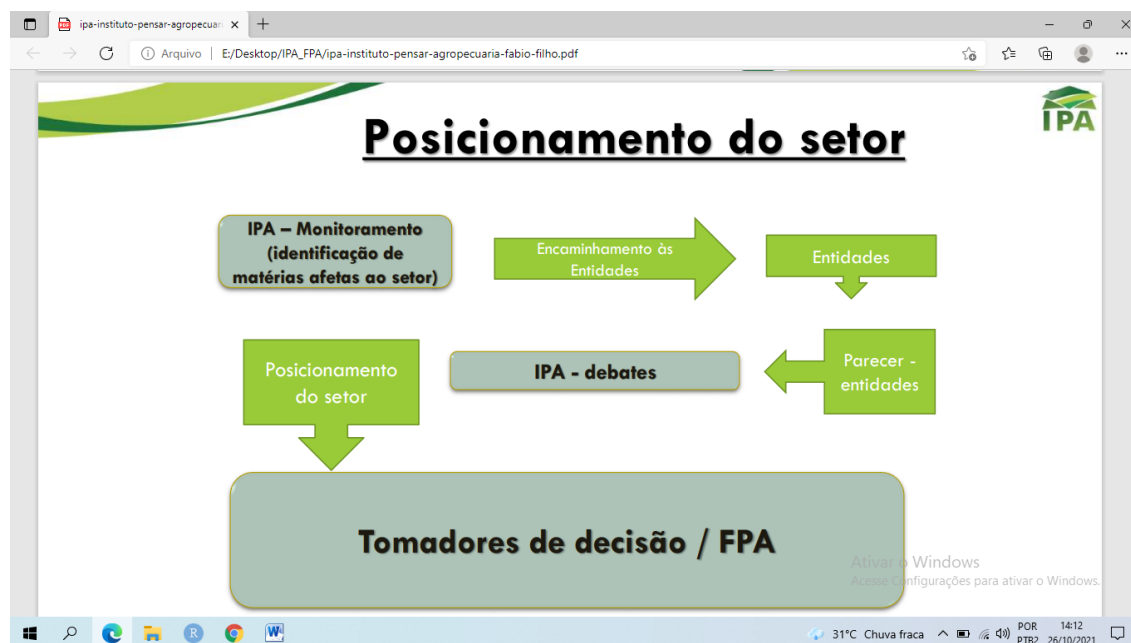 ipa-instituto-pensar-agropecuari
Arquivo
E:/Desktop/IPA_FPA/ipa-instituto-pensar-agropecuaria-fabio-filho.pdf
IPA
Posicionamento do setor
IPA – Monitoramento
(identificação de
matérias afetas ao setor)
Encaminhamento às
Entidades
Entidades
Posicionamento
do setor
IPA - debates
Parecer -
entidades
Tomadores de decisão / FPA
Ativar o Windows
Acesse Configurações para ativar o Windows.
31°C Chuva fraca
POR
PTB2
14:12
26/10/2021